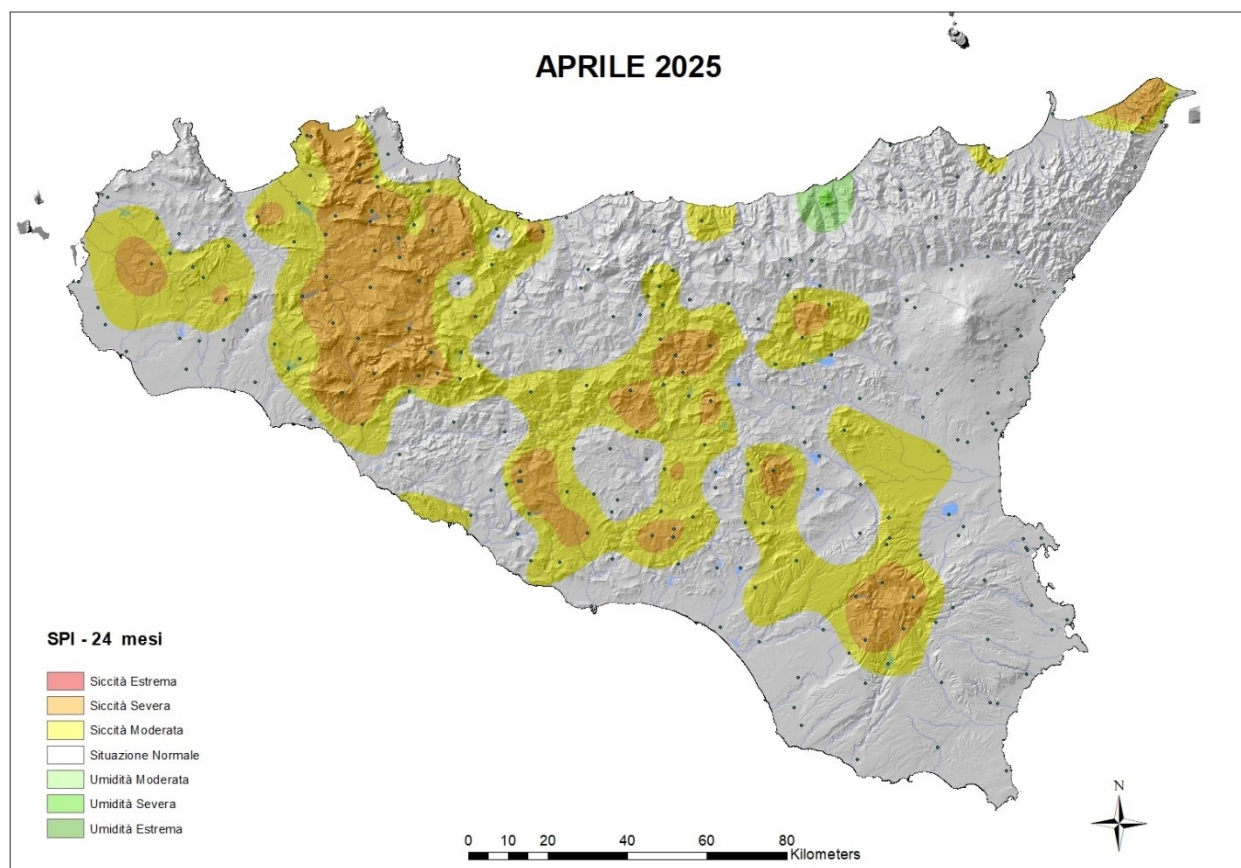 APRILE 2025
SPI - 24 mesi
Siccità Estrema
Siccità Severa
Siccità Moderata
Situazione Normale
Umidità Moderata
Umidità Severa
Umidità Estrema
N
0 10 20 40 60 80
Kilometers